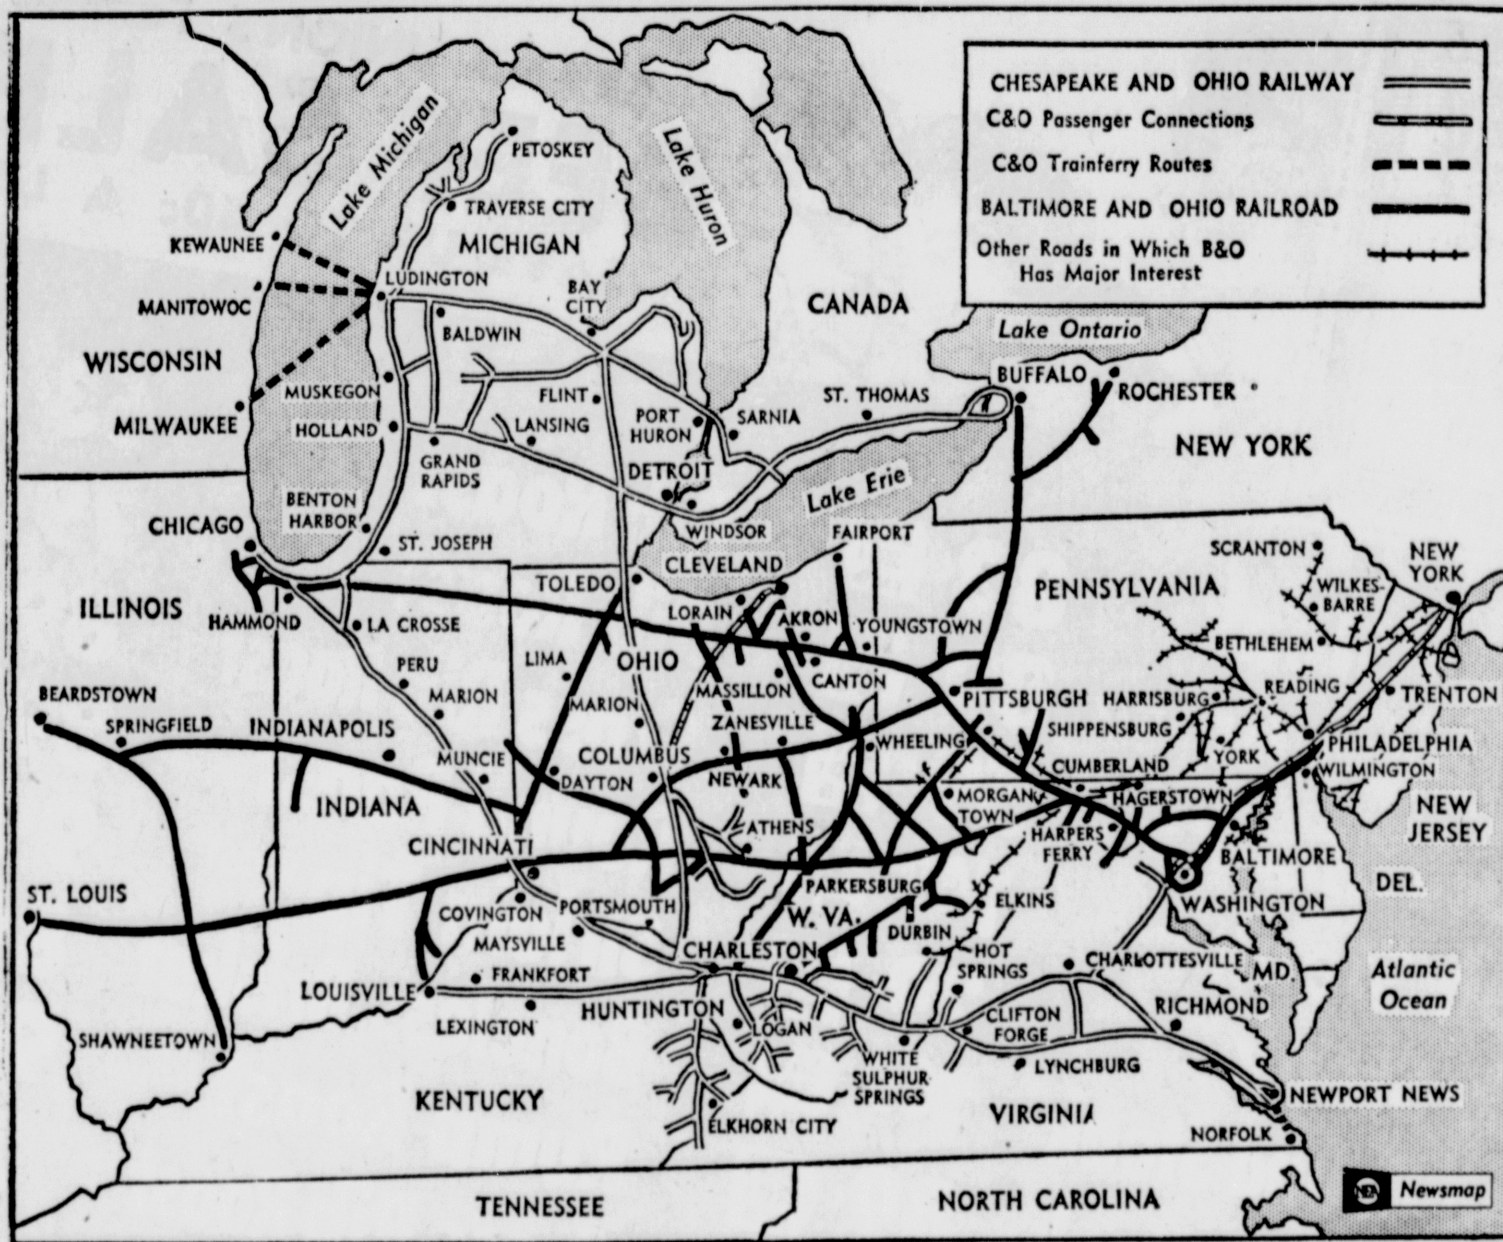 CHESAPEAKE AND OHIO RAILWAY
C&O Passenger Connections
C&O Trainferry Routes
BALTIMORE AND OHIO RAILROAD
Other Roads in Which B&O
Has Major Interest
Lake Michigan
Lake Huron
PETOSKEY
TRAVERSE CITY
MICHIGAN
KEWAUNEE
LUDINGTON
BAY
CITY
MANITOWOC
BALDWIN
CANADA
Lake Ontario
WISCONSIN
MUSKEGON
FLINT
BUFFALO
ROCHESTER
MILWAUKEE
HOLLAND
LANSING
PORT
HURON
SARNIA
ST. THOMAS
NEW YORK
GRAND
RAPIDS
DETROIT
Lake Erie
BENTON
HARBOR
CHICAGO
ST. JOSEPH
WINDSOR
FAIRPORT
CLEVELAND
TOLEDO
SCRANTON
NEW
YORK
PENNSYLVANIA
WILKES-
BARRE
ILLINOIS
HAMMOND
LA CROSSE
LORAIN
AKRON
YOUNGSTOWN
BETHLEHEM
PERU
LIMA
OHIO
MASSILLON
CANTON
PITTSBURGH
HARRISBURG
READING
TRENTON
BEARDSTOWN
SPRINGFIELD
INDIANAPOLIS
MARION
MARION
ZANESVILLE
SHIPPENSBURG
WHEELING
PHILADELPHIA
MUNCIE
COLUMBUS
DAYTON
NEWARK
CUMBERLAND
YORK
WILMINGTON
INDIANA
MORGAN
TOWN
HAGERSTOWN
NEW
JERSEY
CINCINNATI
ATHENS
HARPERS
FERRY
BALTIMORE
DEL.
ST. LOUIS
COVINGTON
PORTSMOUTH
PARKERSBURG
W. VA.
ELKINS
WASHINGTON
MAYSVILLE
DURBIN
CHARLESTON
HOT
SPRINGS
CHARLOTTESVILLE
MD.
Atlantic
Ocean
FRANKFORT
LOUISVILLE
HUNTINGTON
RICHMOND
LEXINGTON
LOGAN
CLIFTON
FORGE
SHAWNEETOWN
WHITE
SULPHUR
SPRINGS
LYNCHBURG
KENTUCKY
NEWPORT NEWS
ELKHORN CITY
VIRGINIA
NORFOLK
TENNESSEE
NORTH CAROLINA
NEA
Newsmap